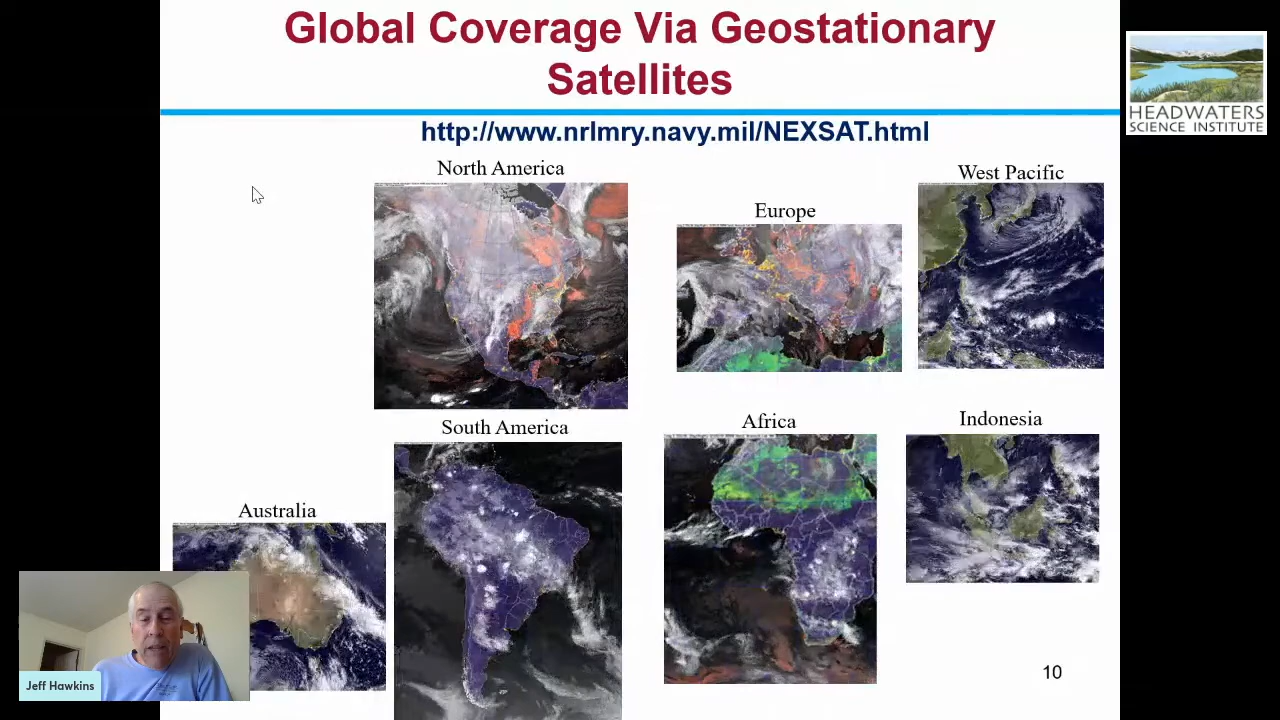 Global Coverage Via Geostationary
Satellites
HEADWATERS
SCIENCE INSTITUTE
http://www.nrlmry.navy.mil/NEXSAT.html
North America
West Pacific
Europe
South America
Africa
Indonesia
Australia
Jeff Hawkins
10